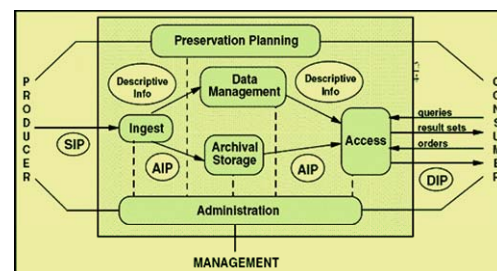 Preservation Planning
PRODUCER
Descriptive
Info
Data
Management
Descriptive
Info
Ingest
SIP
AIP
Archival
Storage
AIP
Access
queries
result sets
orders
DIP
Administration
MANAGEMENT